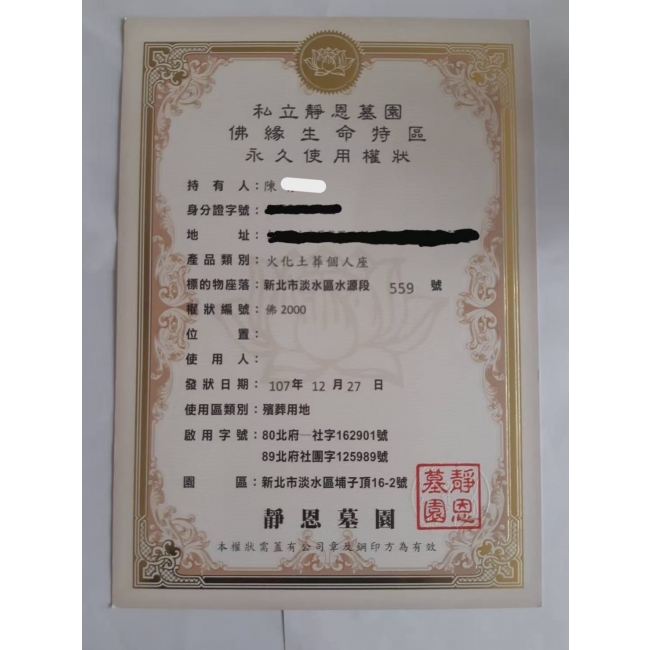 私立靜恩墓園
佛緣生命特區
永久使用權狀
持有人：陳
身分證字號：
地址：
產品類別：火化土葬個人座
標的物座落：新北市淡水區水源段 559 號
權狀編號：佛2000
位置：
使用人：
發狀日期：107年 12月 27日
使用區類別：殯葬用地
啟用字號：80北府一社字162901號
89北府社團字125989號
園區：新北市淡水區埔子頂16-2號
靜恩墓園
靜恩墓園
本權狀需蓋有公司章及鋼印方為有效